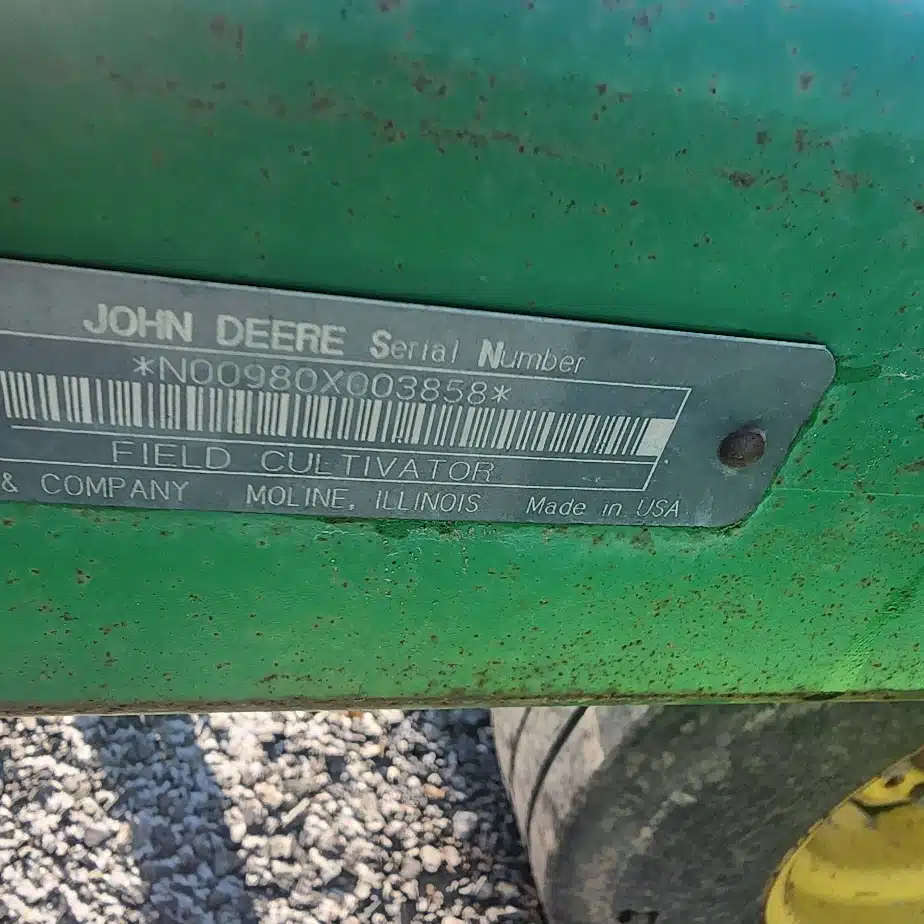 JOHN DEERE Serial Number
*N00980X003858*
FIELD CULTIVATOR
& COMPANY MOLINE, ILLINOIS Made in USA